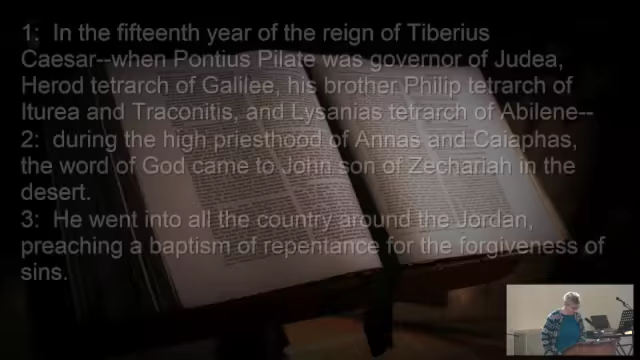 1: In the fifteenth year of the reign of Tiberius
Caesar--when Pontius Pilate was governor of Judea,
Herod tetrarch of Galilee, his brother Philip tetrarch of
Iturea and Traconitis, and Lysanias tetrarch of Abilene--
2: during the high priesthood of Annas and Caiaphas,
the word of God came to John son of Zechariah in the
desert.
3: He went into all the country around the Jordan,
preaching a baptism of repentance for the forgiveness of
sins.